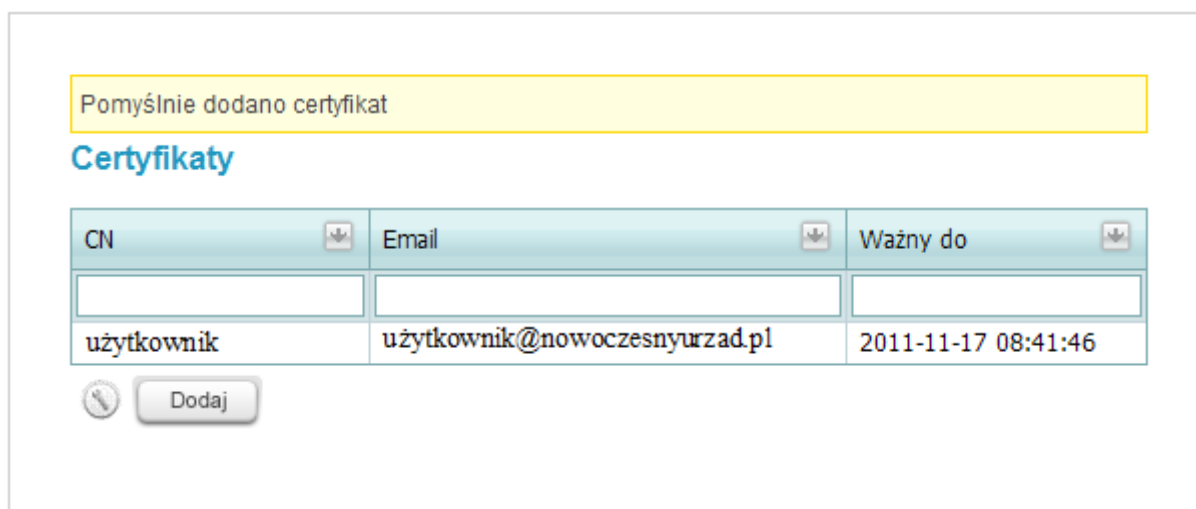 Pomyślnie dodano certyfikat
Certyfikaty
CN Email Ważny do
użytkownik użytkownik@nowoczesnyurzad.pl 2011-11-17 08:41:46
Dodaj